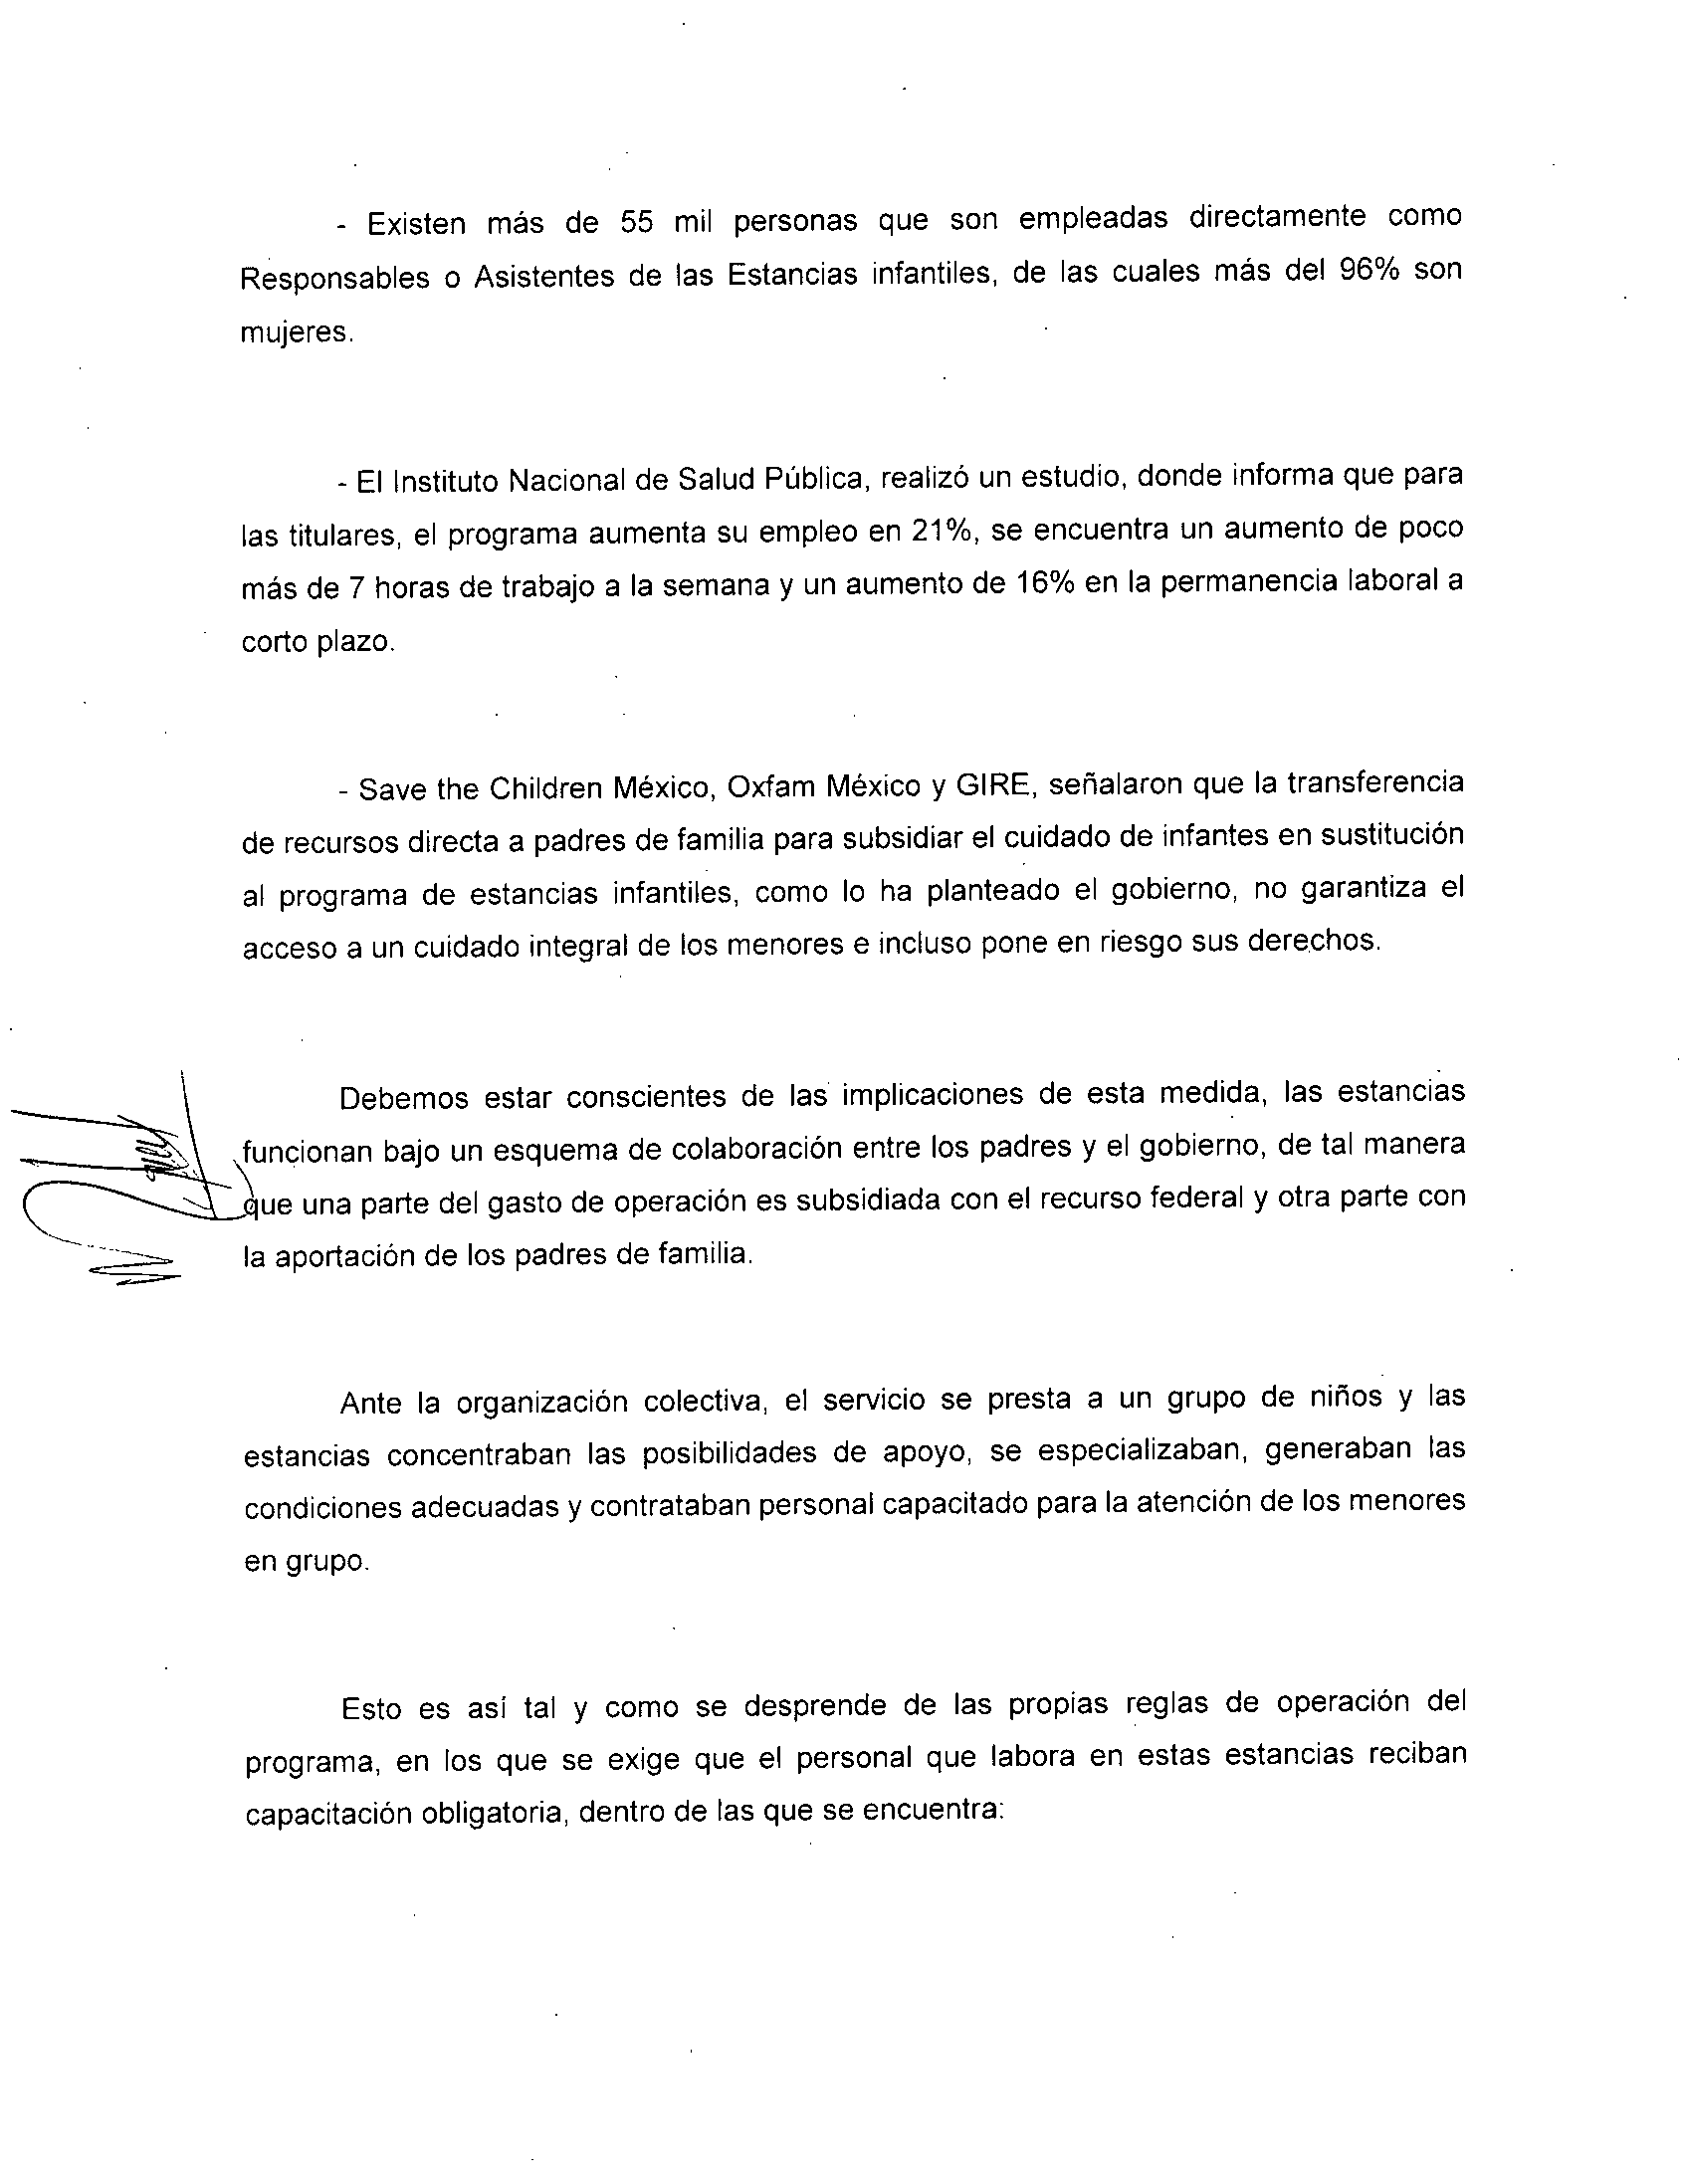 - Existen más de 55 mil personas que son empleadas directamente como
Responsables o Asistentes de las Estancias infantiles, de las cuales más del 96% son
mujeres.
- El Instituto Nacional de Salud Pública, realizó un estudio, donde informa que para
las titulares, el programa aumenta su empleo en 21%, se encuentra un aumento de poco
más de 7 horas de trabajo a la semana y un aumento de 16% en la permanencia laboral a
corto plazo.
- Save the Children México, Oxfam México y GIRE, señalaron que la transferencia
de recursos directa a padres de familia para subsidiar el cuidado de infantes en sustitución
al programa de estancias infantiles, como lo ha planteado el gobierno, no garantiza el
acceso a un cuidado integral de los menores e incluso pone en riesgo sus derechos.
Debemos estar conscientes de las implicaciones de esta medida, las estancias
funcionan bajo un esquema de colaboración entre los padres y el gobierno, de tal manera
que una parte del gasto de operación es subsidiada con el recurso federal y otra parte con
la aportación de los padres de familia.
Ante la organización colectiva, el servicio se presta a un grupo de niños y las
estancias concentraban las posibilidades de apoyo, se especializaban, generaban las
condiciones adecuadas y contrataban personal capacitado para la atención de los menores
en grupo.
Esto es así tal y como se desprende de las propias reglas de operación del
programa, en los que se exige que el personal que labora en estas estancias reciban
capacitación obligatoria, dentro de las que se encuentra: